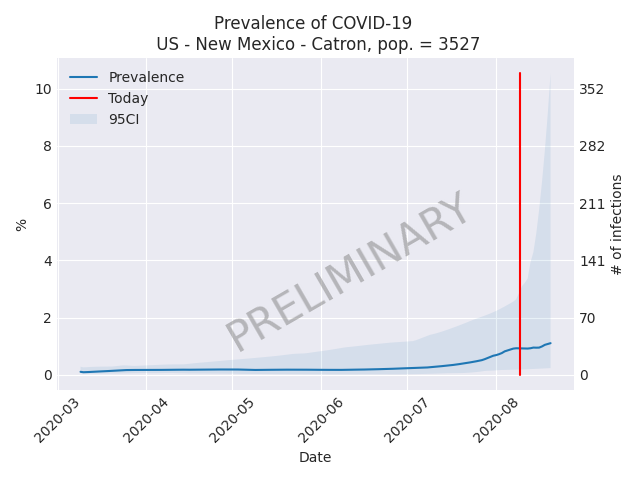 Prevalence of COVID-19
US - New Mexico - Catron, pop. = 3527
Prevalence
Today
95CI
10
8
6
4
2
0
%
352
282
211
141
70
0
# of infections
PRELIMINARY
2020-03
2020-04
2020-05
2020-06
2020-07
2020-08
Date